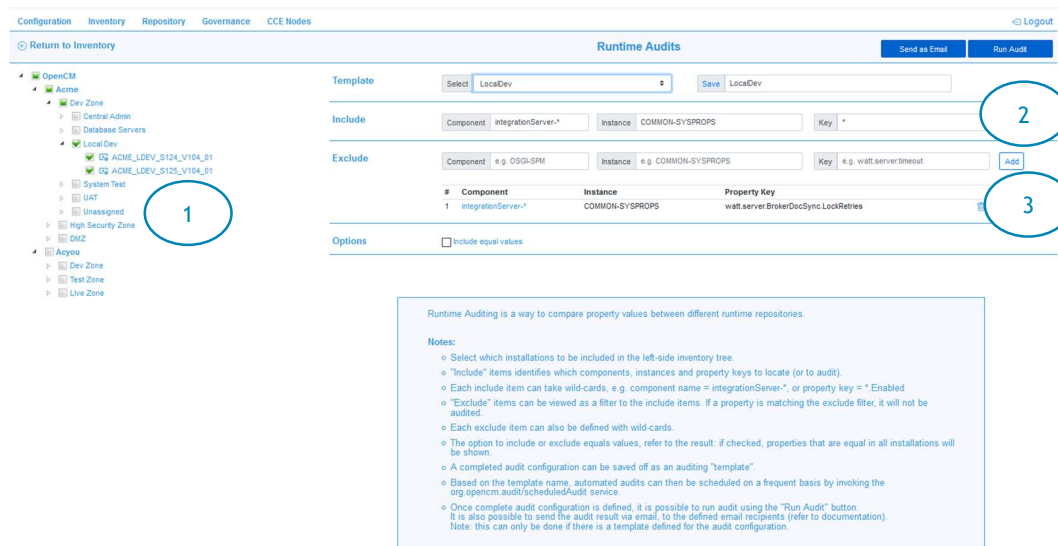 Configuration Inventory Repository Governance CCE Nodes Logout
Return to Inventory Runtime Audits Send as Email Run Audit
OpenCM
Acme
Dev Zone
Central Admin
Database Servers
Local Dev
ACME_LDEV_S124_V104_01
ACME_LDEV_S125_V104_01
System Test
UAT
Unassigned
High Security Zone
DMZ
Acyou
Dev Zone
Test Zone
Live Zone
1
Template Select LocalDev Save LocalDev
Include Component integrationServer-* Instance COMMON-SYSPROPS Key *
2
Exclude Component e.g. OSGI-SPM Instance e.g. COMMON-SYSPROPS Key e.g. watt.server.timeout Add
# Component Instance Property Key
1 integrationServer-* COMMON-SYSPROPS watt.server.BrokerDocSync.LockRetries
3
Options Include equal values
Runtime Auditing is a way to compare property values between different runtime repositories.
Notes:
Select which installations to be included in the left-side inventory tree.
"Include" items identifies which components, instances and property keys to locate (or to audit).
Each include item can take wild-cards, e.g. component name = integrationServer-*, or property key = *.Enabled
"Exclude" items can be viewed as a filter to the include items. If a property is matching the exclude filter, it will not be
audited.
Each exclude item can also be defined with wild-cards.
The option to include or exclude equals values, refer to the result: if checked, properties that are equal in all installations will
be shown.
A completed audit configuration can be saved off as an auditing "template".
Based on the template name, automated audits can then be scheduled on a frequent basis by invoking the
org.opencm.audit/scheduledAudit service.
Once complete audit configuration is defined, it is possible to run audit using the "Run Audit" button.
It is also possible to send the audit result via email, to the defined email recipients (refer to documentation).
Note: this can only be done if there is a template defined for the audit configuration.